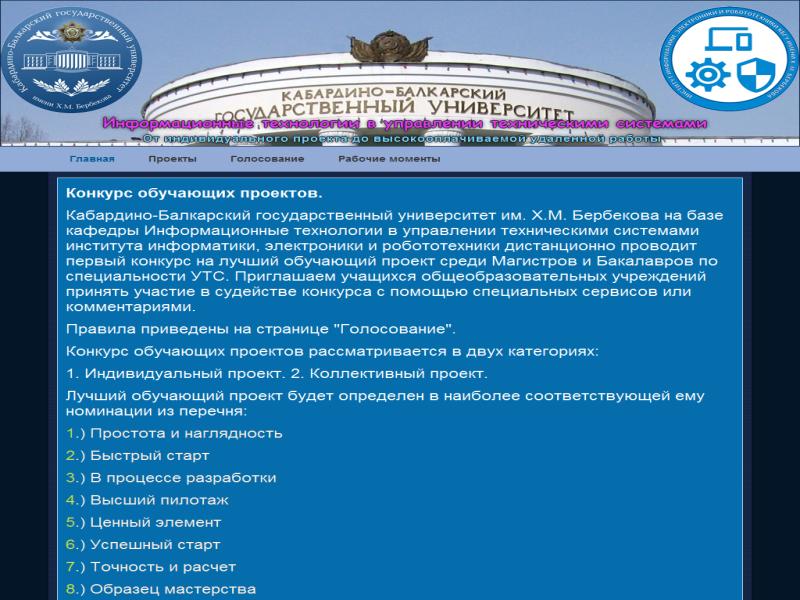 Кабардино-Балкарский государственный университет
имени Х.М. Бербекова
КАБАРДИНО-БАЛКАРСКИЙ
ГОСУДАРСТВЕННЫЙ УНИВЕРСИТЕТ
Информационные технологии в управлении техническими системами
От индивидуального проекта до высокооплачиваемой удаленной работы
Главная Проекты Голосование Рабочие моменты
Конкурс обучающих проектов.
Кабардино-Балкарский государственный университет им. Х.М. Бербекова на базе
кафедры Информационные технологии в управлении техническими системами
института информатики, электроники и робототехники дистанционно проводит
первый конкурс на лучший обучающий проект среди Магистров и Бакалавров по
специальности УТС. Приглашаем учащихся общеобразовательных учреждений
принять участие в судействе конкурса с помощью специальных сервисов или
комментариями.
Правила приведены на странице "Голосование".
Конкурс обучающих проектов рассматривается в двух категориях:
1. Индивидуальный проект. 2. Коллективный проект.
Лучший обучающий проект будет определен в наиболее соответствующей ему
номинации из перечня:
1.) Простота и наглядность
2.) Быстрый старт
3.) В процессе разработки
4.) Высший пилотаж
5.) Ценный элемент
6.) Успешный старт
7.) Точность и расчет
8.) Образец мастерства